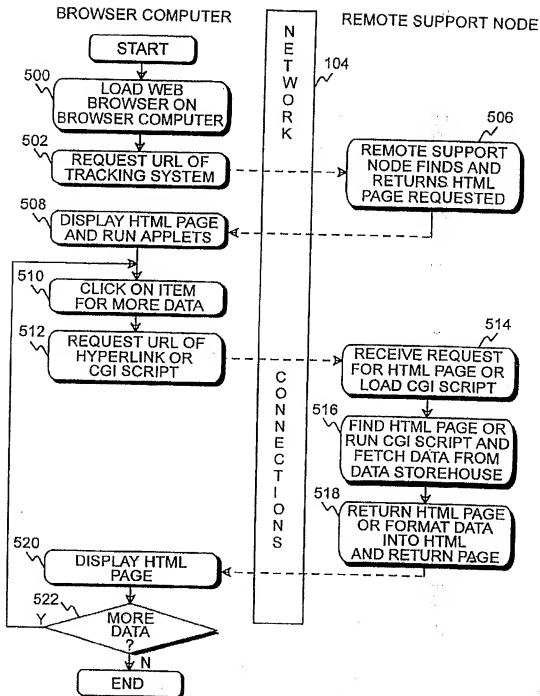 BROWSER COMPUTER
REMOTE SUPPORT NODE
NETWORK
CONNECTIONS
104
START
500
LOAD WEB
BROWSER ON
BROWSER COMPUTER
502
REQUEST URL OF
TRACKING SYSTEM
506
REMOTE SUPPORT
NODE FINDS AND
RETURNS HTML
PAGE REQUESTED
508
DISPLAY HTML PAGE
AND RUN APPLETS
510
CLICK ON ITEM
FOR MORE DATA
512
REQUEST URL OF
HYPERLINK OR
CGI SCRIPT
514
RECEIVE REQUEST
FOR HTML PAGE OR
LOAD CGI SCRIPT
516
FIND HTML PAGE OR
RUN CGI SCRIPT AND
FETCH DATA FROM
DATA STOREHOUSE
518
RETURN HTML PAGE
OR FORMAT DATA
INTO HTML
AND RETURN PAGE
520
DISPLAY HTML
PAGE
522
Y
MORE
DATA
?
N
END